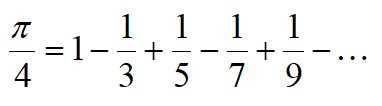 π/4 = 1 − 1/3 + 1/5 − 1/7 + 1/9 − …